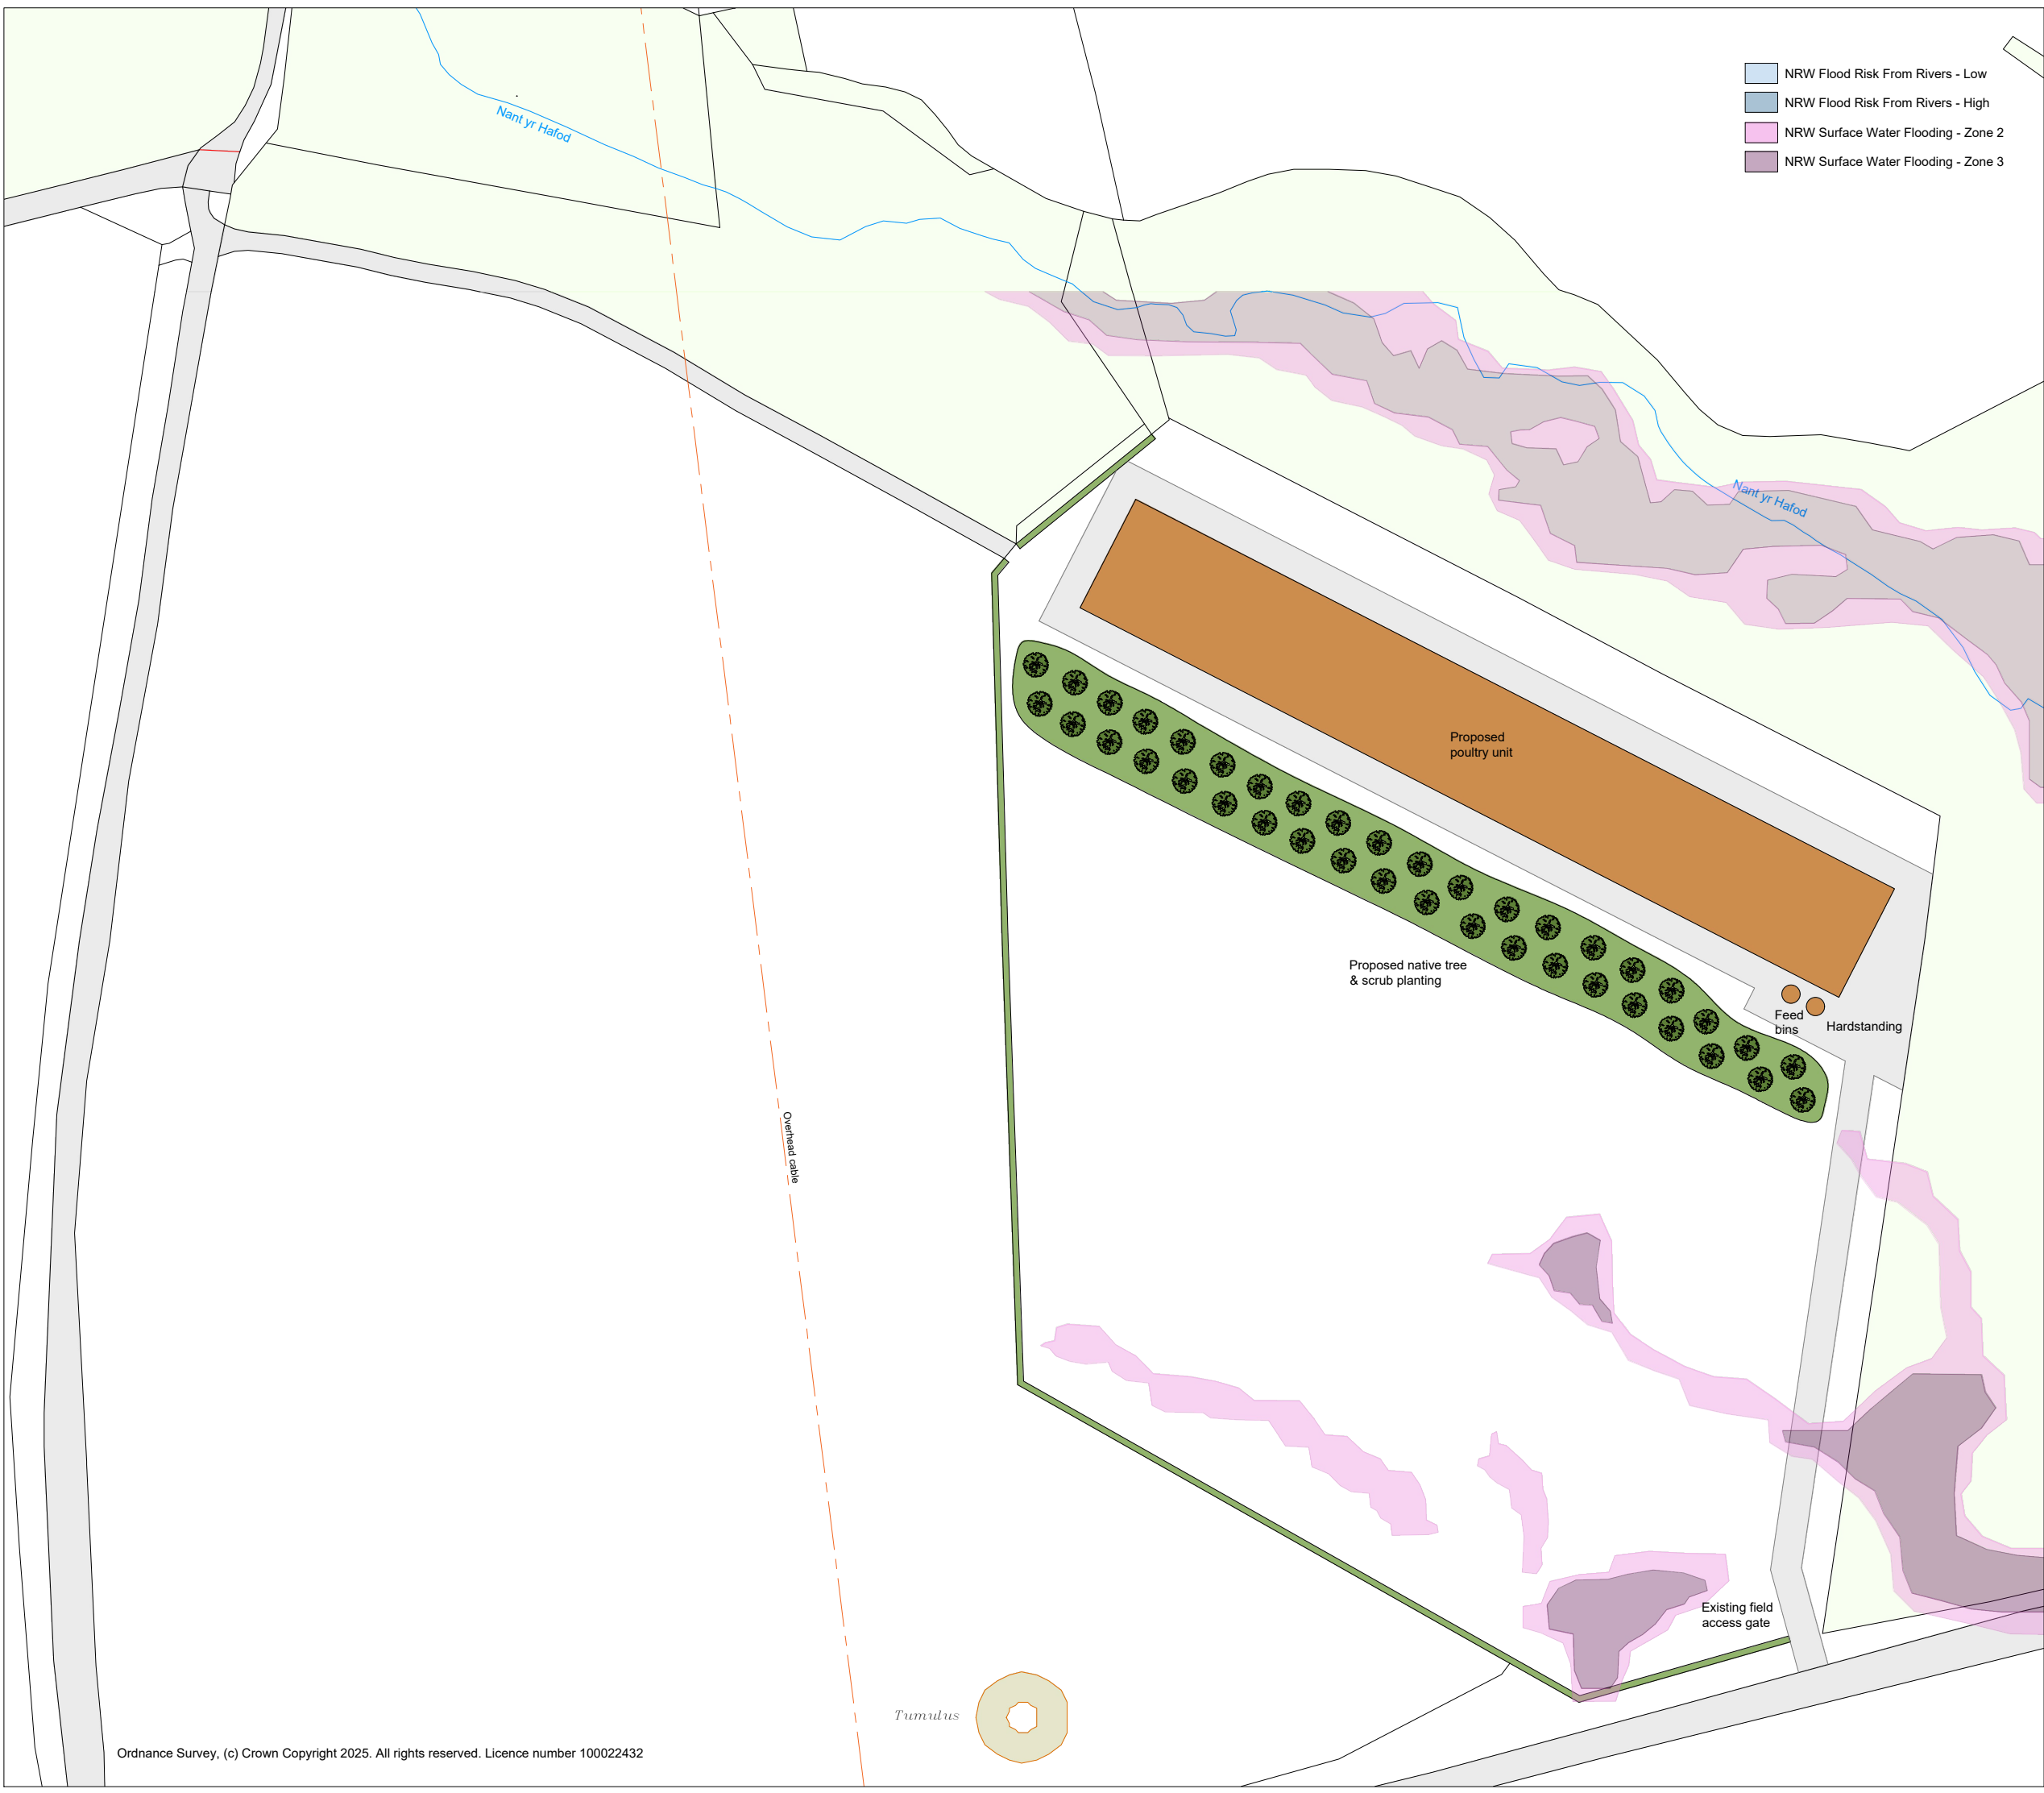 NRW Flood Risk From Rivers - Low
NRW Flood Risk From Rivers - High
NRW Surface Water Flooding - Zone 2
NRW Surface Water Flooding - Zone 3
Nant yr Hafod
Nant yr Hafod
Proposed
poultry unit
Proposed native tree
& scrub planting
Feed
bins
Hardstanding
Overhead cable
Existing field
access gate
Tumulus
Ordnance Survey, (c) Crown Copyright 2025. All rights reserved. Licence number 100022432